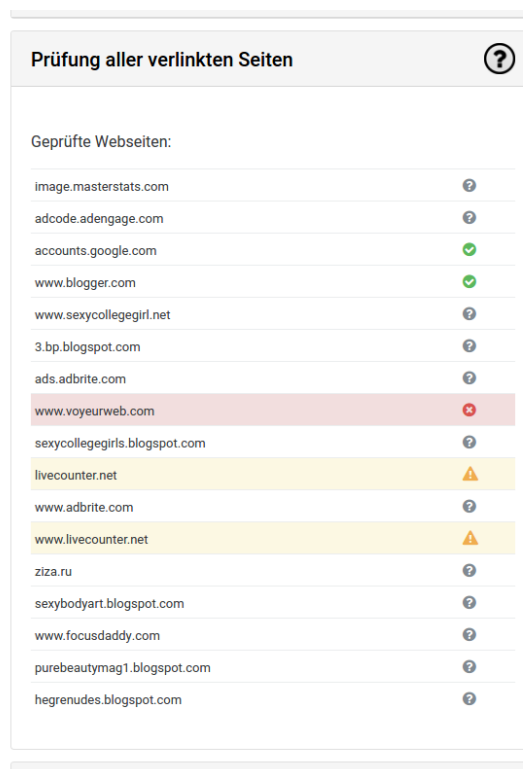 Prüfung aller verlinkten Seiten
Geprüfte Webseiten:
image.masterstats.com
adcode.adengage.com
accounts.google.com
www.blogger.com
www.sexycollegegirl.net
3.bp.blogspot.com
ads.adbrite.com
www.voyeurweb.com
sexycollegegirls.blogspot.com
livecounter.net
www.adbrite.com
www.livecounter.net
ziza.ru
sexybodyart.blogspot.com
www.focusdaddy.com
purebeautymag1.blogspot.com
hegrenudes.blogspot.com